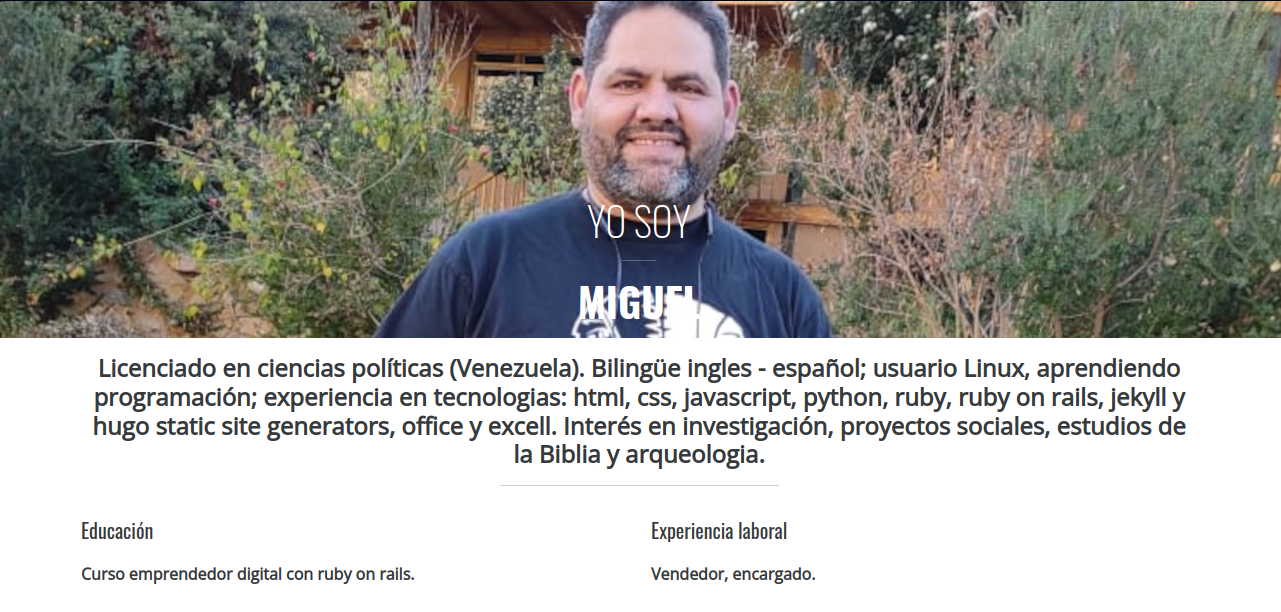 YO SOY
MIGUEL
Licenciado en ciencias políticas (Venezuela). Bilingüe ingles - español; usuario Linux, aprendiendo
programación; experiencia en tecnologias: html, css, javascript, python, ruby, ruby on rails, jekyll y
hugo static site generators, office y excell. Interés en investigación, proyectos sociales, estudios de
la Biblia y arqueologia.
Educación
Experiencia laboral
Curso emprendedor digital con ruby on rails.
Vendedor, encargado.